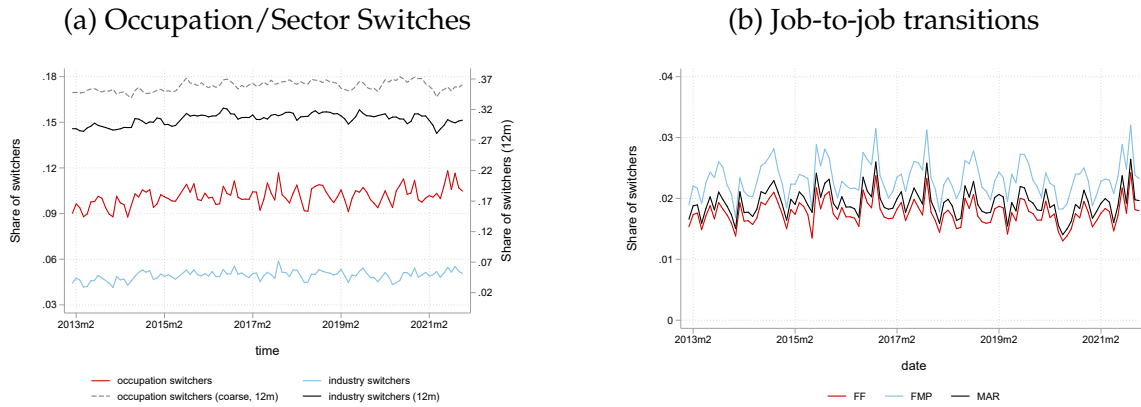 (a) Occupation/Sector Switches
Share of switchers
.18
.15
.12
.09
.06
.03
.37
.32
.27
.22
.17
.12
.07
.02
Share of switchers (12m)
2013m2 2015m2 2017m2 2019m2 2021m2
time
occupation switchers industry switchers
occupation switchers (coarse, 12m) industry switchers (12m)
(b) Job-to-job transitions
Share of switchers
.04
.03
.02
.01
0
2013m2 2015m2 2017m2 2019m2 2021m2
date
FF FMP MAR